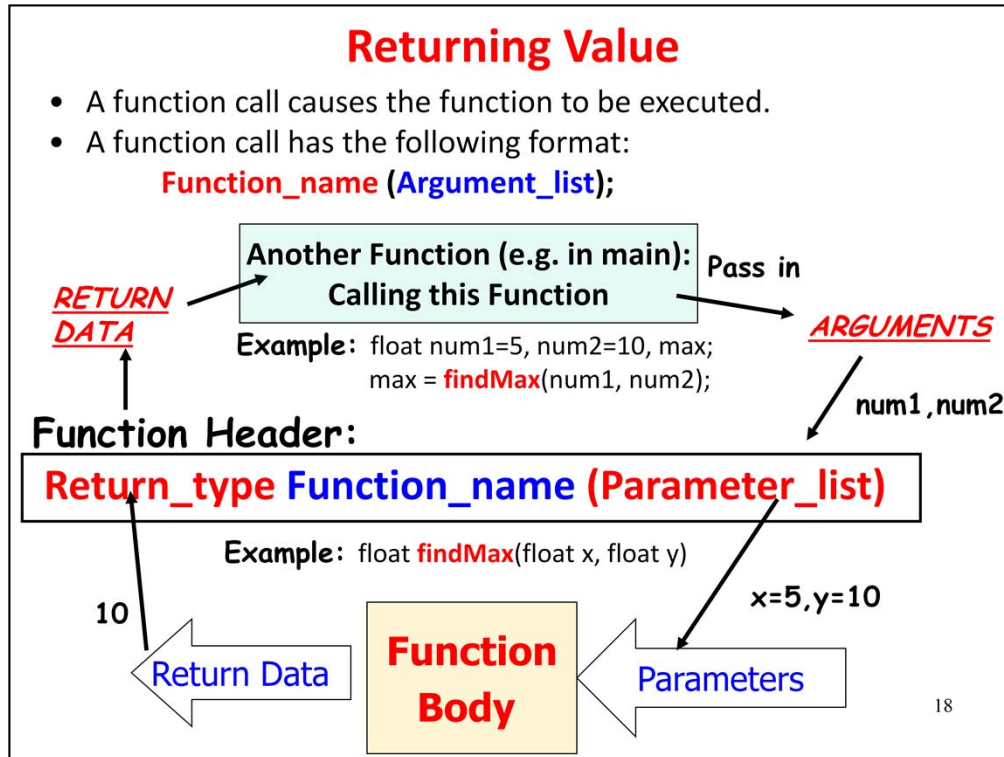 Returning Value
• A function call causes the function to be executed.
• A function call has the following format:
Function_name (Argument_list);
Another Function (e.g. in main):
Calling this Function
Pass in
RETURN
DATA
ARGUMENTS
Example: float num1=5, num2=10, max;
max = findMax(num1, num2);
num1,num2
Function Header:
Return_type Function_name (Parameter_list)
Example: float findMax(float x, float y)
10
x=5,y=10
Return Data
Function
Body
Parameters
18